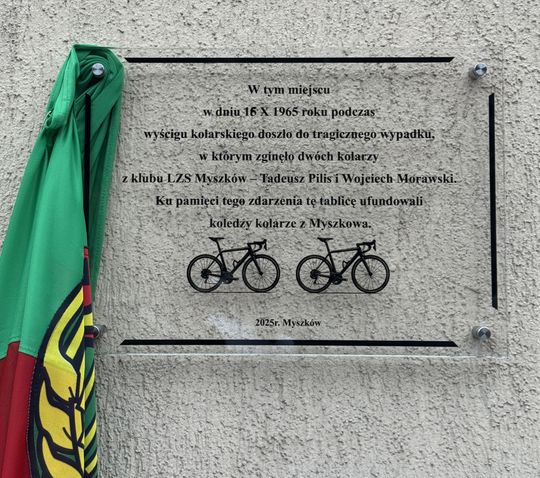 W tym miejscu
w dniu 16 X 1965 roku podczas
wyścigu kolarskiego doszło do tragicznego wypadku,
w którym zginęło dwóch kolarzy
z klubu LZS Myszków – Tadeusz Pilis i Wojciech Morawski.
Ku pamięci tego zdarzenia tę tablicę ufundowali
koledzy kolarze z Myszkowa.
2025r. Myszków